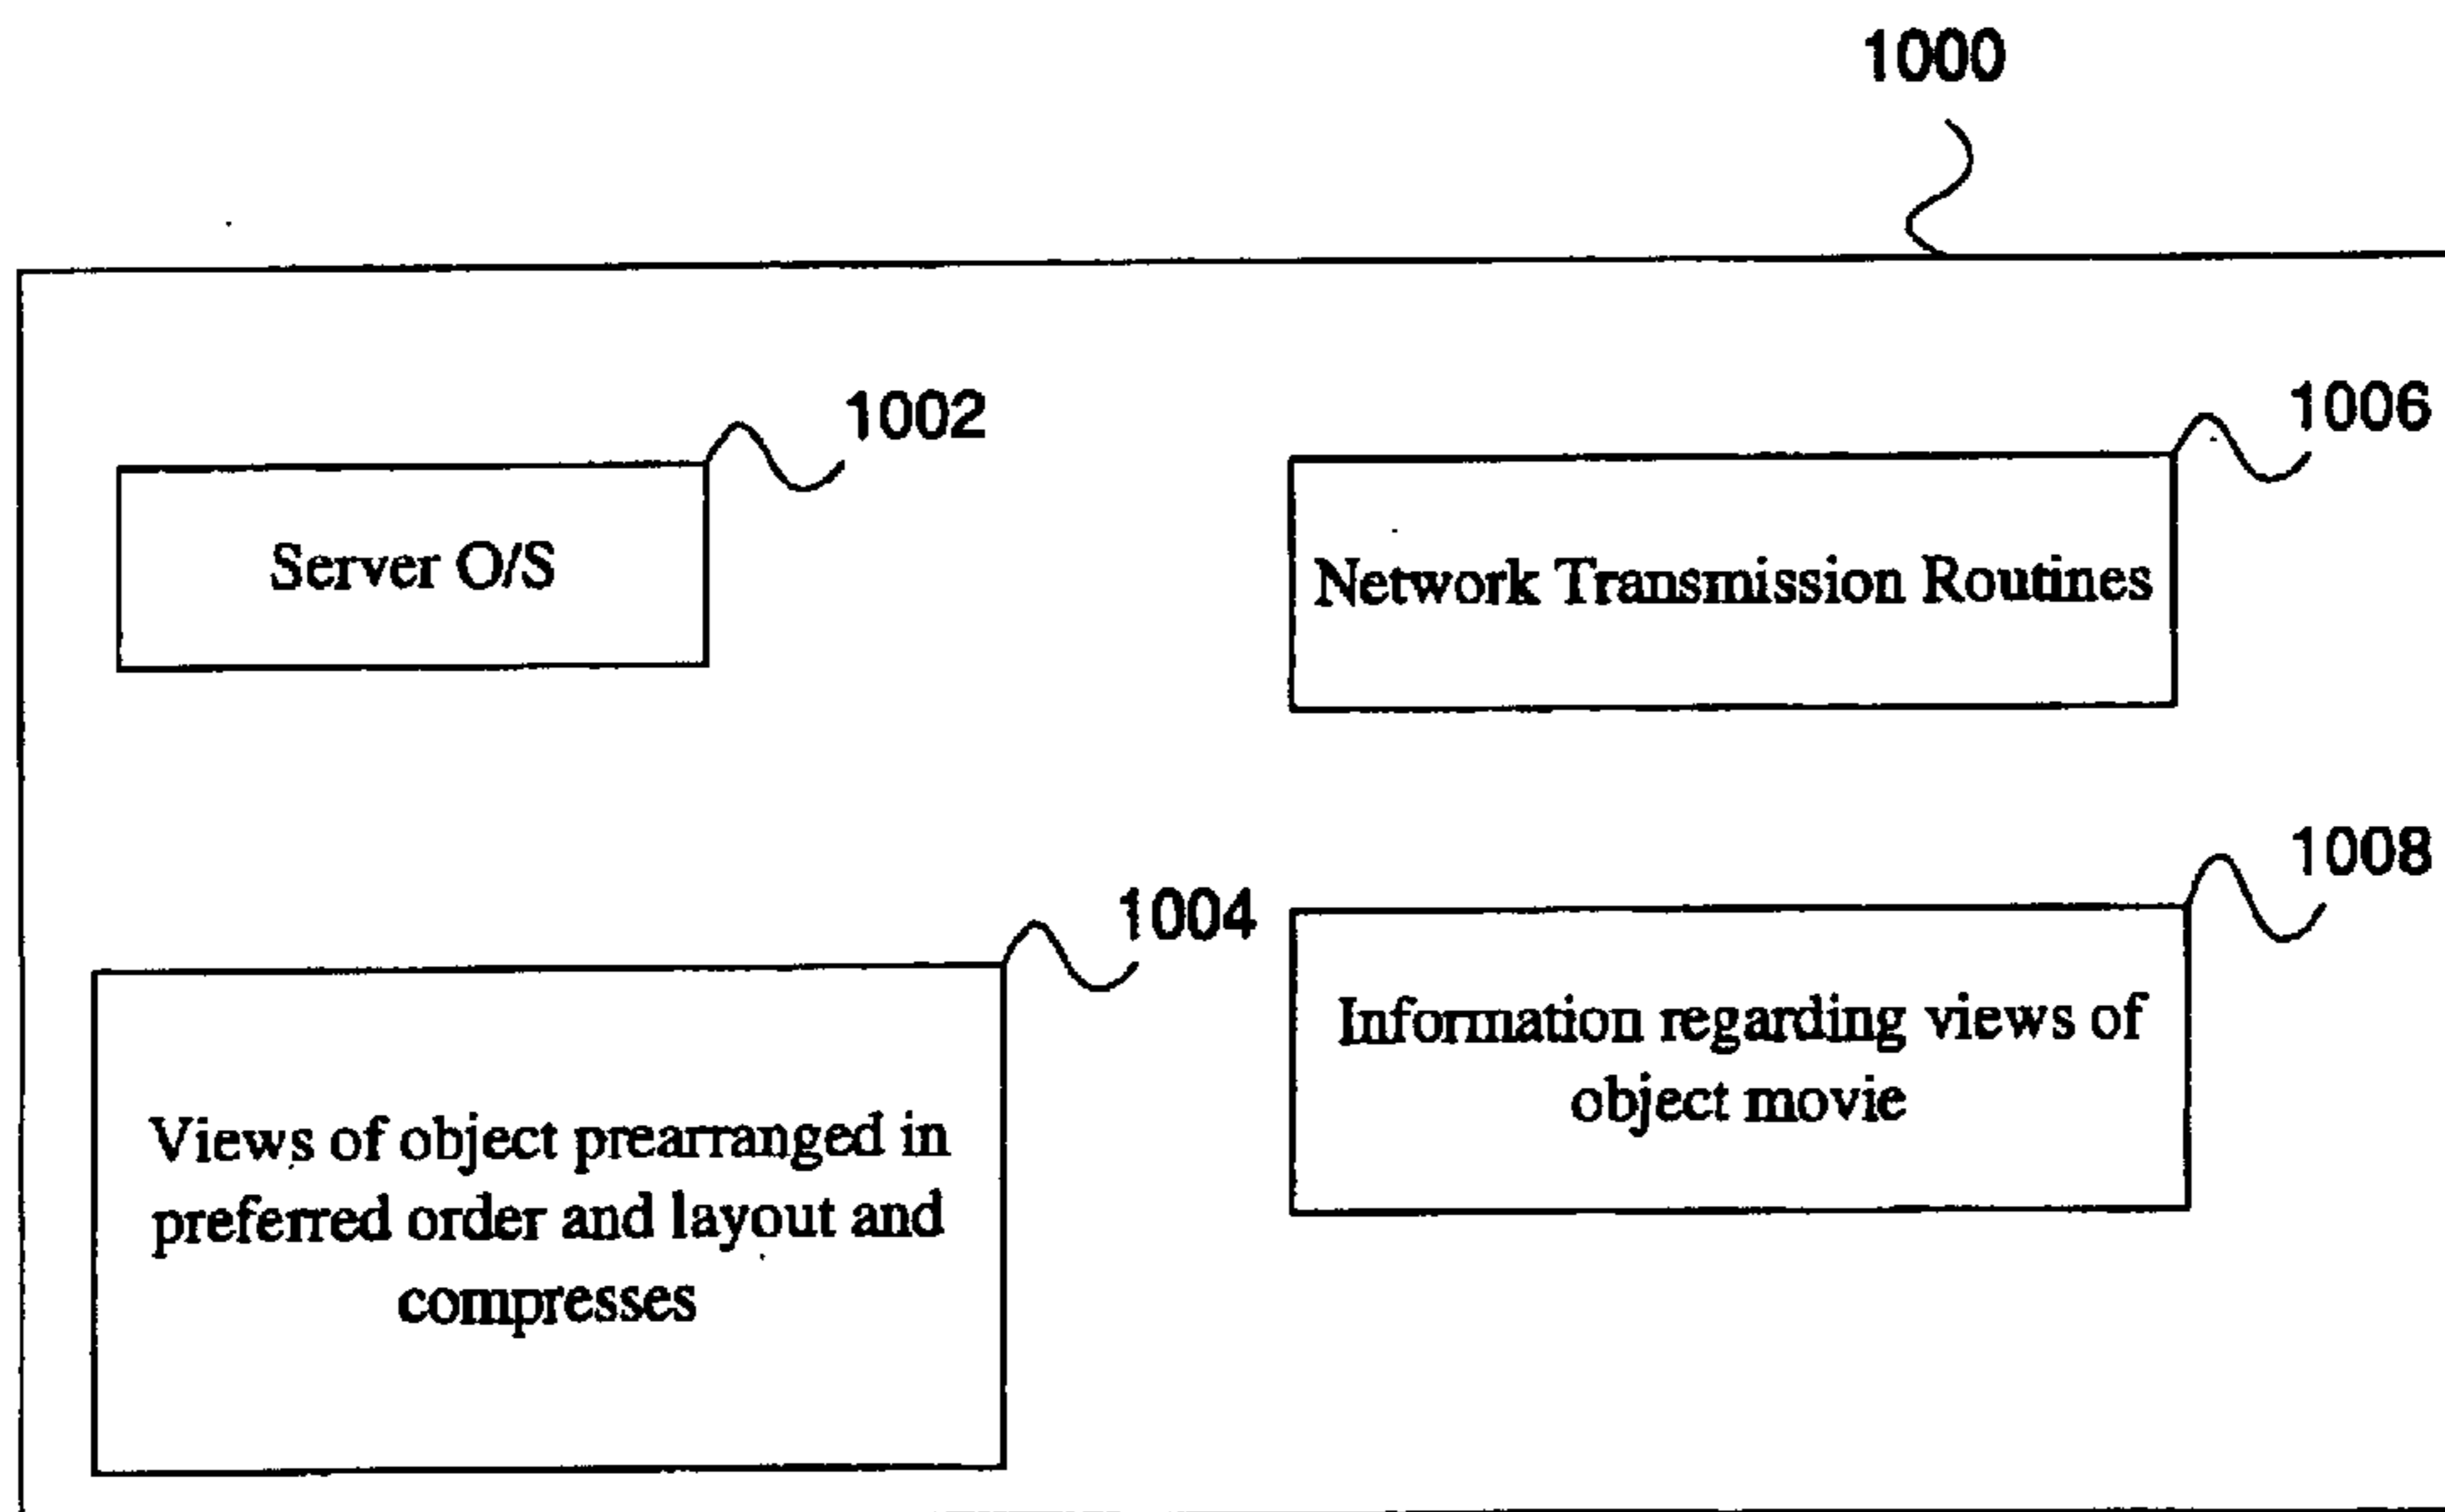 1000
1002
Server O/S
1006
Network Transmission Routines
1004
Views of object prearranged in
preferred order and layout and
compresses
1008
Information regarding views of
object movie